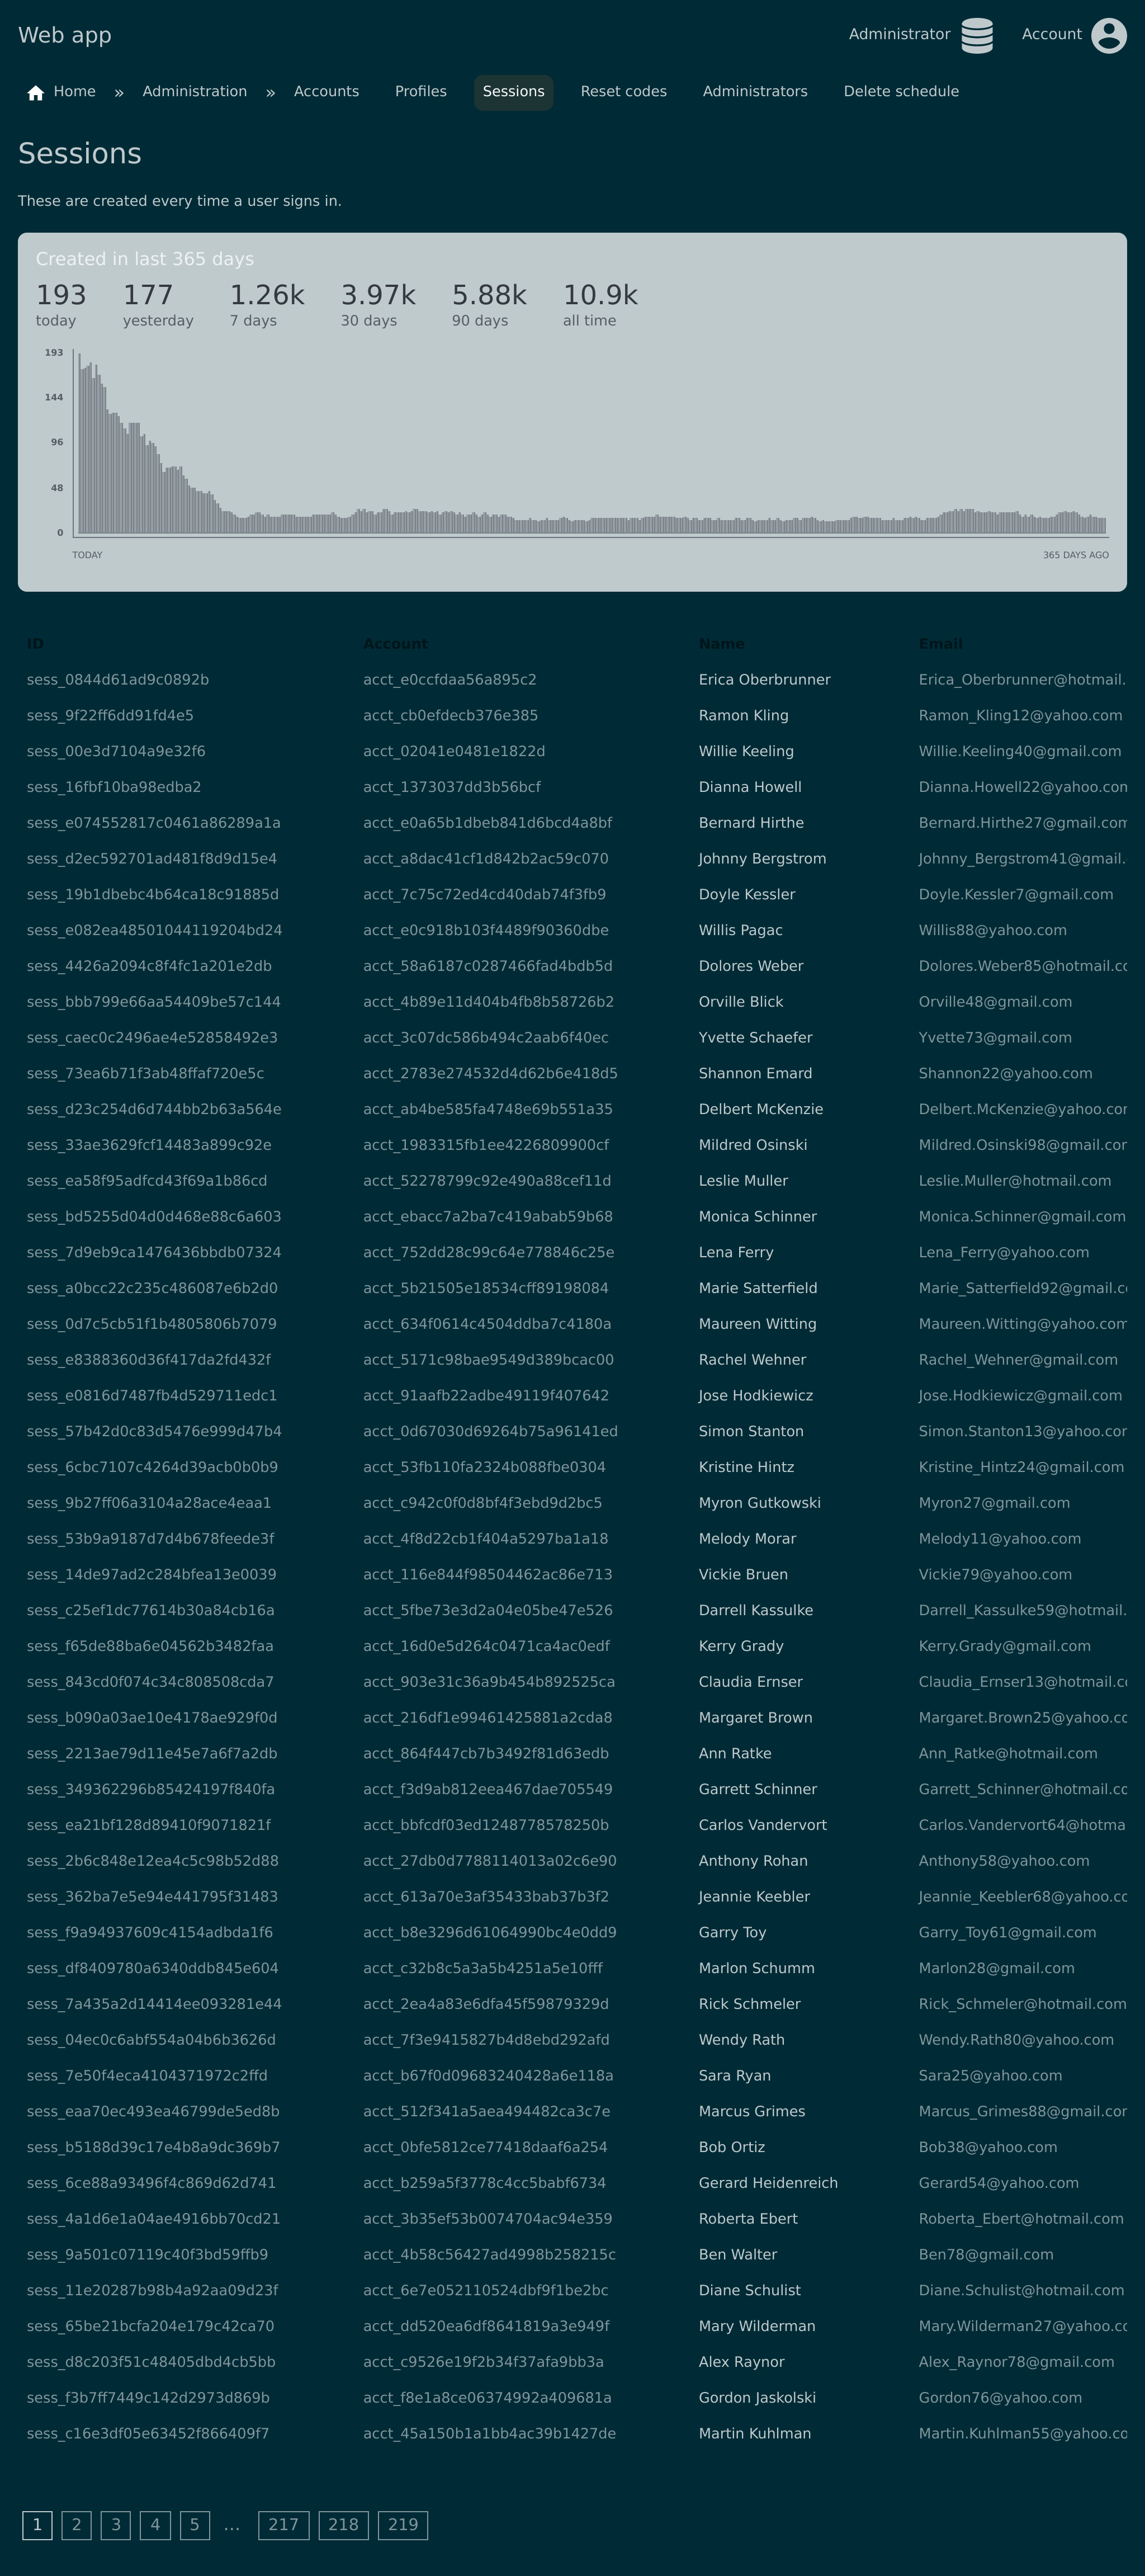 Web app
Administrator Account
Home » Administration » Accounts Profiles Sessions Reset codes Administrators Delete schedule
Sessions
These are created every time a user signs in.
Created in last 365 days
193 177 1.26k 3.97k 5.88k 10.9k
today yesterday 7 days 30 days 90 days all time
193
144
96
48
0
TODAY 365 DAYS AGO
ID Account Name Email
sess_0844d61ad9c0892b acct_e0ccfdaa56a895c2 Erica Oberbrunner Erica_Oberbrunner@hotmail.
sess_9f22ff6dd91fd4e5 acct_cb0efdecb376e385 Ramon Kling Ramon_Kling12@yahoo.com
sess_00e3d7104a9e32f6 acct_02041e0481e1822d Willie Keeling Willie.Keeling40@gmail.com
sess_16fbf10ba98edba2 acct_1373037dd3b56bcf Dianna Howell Dianna.Howell22@yahoo.com
sess_e074552817c0461a86289a1a acct_e0a65b1dbeb841d6bcd4a8bf Bernard Hirthe Bernard.Hirthe27@gmail.com
sess_d2ec592701ad481f8d9d15e4 acct_a8dac41cf1d842b2ac59c070 Johnny Bergstrom Johnny_Bergstrom41@gmail.
sess_19b1dbebc4b64ca18c91885d acct_7c75c72ed4cd40dab74f3fb9 Doyle Kessler Doyle.Kessler7@gmail.com
sess_e082ea48501044119204bd24 acct_e0c918b103f4489f90360dbe Willis Pagac Willis88@yahoo.com
sess_4426a2094c8f4fc1a201e2db acct_58a6187c0287466fad4bdb5d Dolores Weber Dolores.Weber85@hotmail.co
sess_bbb799e66aa54409be57c144 acct_4b89e11d404b4fb8b58726b2 Orville Blick Orville48@gmail.com
sess_caec0c2496ae4e52858492e3 acct_3c07dc586b494c2aab6f40ec Yvette Schaefer Yvette73@gmail.com
sess_73ea6b71f3ab48ffaf720e5c acct_2783e274532d4d62b6e418d5 Shannon Emard Shannon22@yahoo.com
sess_d23c254d6d744bb2b63a564e acct_ab4be585fa4748e69b551a35 Delbert McKenzie Delbert.McKenzie@yahoo.com
sess_33ae3629fcf14483a899c92e acct_1983315fb1ee4226809900cf Mildred Osinski Mildred.Osinski98@gmail.com
sess_ea58f95adfcd43f69a1b86cd acct_52278799c92e490a88cef11d Leslie Muller Leslie.Muller@hotmail.com
sess_bd5255d04d0d468e88c6a603 acct_ebacc7a2ba7c419abab59b68 Monica Schinner Monica.Schinner@gmail.com
sess_7d9eb9ca1476436bbdb07324 acct_752dd28c99c64e778846c25e Lena Ferry Lena_Ferry@yahoo.com
sess_a0bcc22c235c486087e6b2d0 acct_5b21505e18534cff89198084 Marie Satterfield Marie_Satterfield92@gmail.co
sess_0d7c5cb51f1b4805806b7079 acct_634f0614c4504ddba7c4180a Maureen Witting Maureen.Witting@yahoo.com
sess_e8388360d36f417da2fd432f acct_5171c98bae9549d389bcac00 Rachel Wehner Rachel_Wehner@gmail.com
sess_e0816d7487fb4d529711edc1 acct_91aafb22adbe49119f407642 Jose Hodkiewicz Jose.Hodkiewicz@gmail.com
sess_57b42d0c83d5476e999d47b4 acct_0d67030d69264b75a96141ed Simon Stanton Simon.Stanton13@yahoo.com
sess_6cbc7107c4264d39acb0b0b9 acct_53fb110fa2324b088fbe0304 Kristine Hintz Kristine_Hintz24@gmail.com
sess_9b27ff06a3104a28ace4eaa1 acct_c942c0f0d8bf4f3ebd9d2bc5 Myron Gutkowski Myron27@gmail.com
sess_53b9a9187d7d4b678feede3f acct_4f8d22cb1f404a5297ba1a18 Melody Morar Melody11@yahoo.com
sess_14de97ad2c284bfea13e0039 acct_116e844f98504462ac86e713 Vickie Bruen Vickie79@yahoo.com
sess_c25ef1dc77614b30a84cb16a acct_5fbe73e3d2a04e05be47e526 Darrell Kassulke Darrell_Kassulke59@hotmail.
sess_f65de88ba6e04562b3482faa acct_16d0e5d264c0471ca4ac0edf Kerry Grady Kerry.Grady@gmail.com
sess_843cd0f074c34c808508cda7 acct_903e31c36a9b454b892525ca Claudia Ernser Claudia_Ernser13@hotmail.co
sess_b090a03ae10e4178ae929f0d acct_216df1e99461425881a2cda8 Margaret Brown Margaret.Brown25@yahoo.co
sess_2213ae79d11e45e7a6f7a2db acct_864f447cb7b3492f81d63edb Ann Ratke Ann_Ratke@hotmail.com
sess_349362296b85424197f840fa acct_f3d9ab812eea467dae705549 Garrett Schinner Garrett_Schinner@hotmail.co
sess_ea21bf128d89410f9071821f acct_bbfcdf03ed1248778578250b Carlos Vandervort Carlos.Vandervort64@hotma
sess_2b6c848e12ea4c5c98b52d88 acct_27db0d7788114013a02c6e90 Anthony Rohan Anthony58@yahoo.com
sess_362ba7e5e94e441795f31483 acct_613a70e3af35433bab37b3f2 Jeannie Keebler Jeannie_Keebler68@yahoo.co
sess_f9a94937609c4154adbda1f6 acct_b8e3296d61064990bc4e0dd9 Garry Toy Garry_Toy61@gmail.com
sess_df8409780a6340ddb845e604 acct_c32b8c5a3a5b4251a5e10fff Marlon Schumm Marlon28@gmail.com
sess_7a435a2d14414ee093281e44 acct_2ea4a83e6dfa45f59879329d Rick Schmeler Rick_Schmeler@hotmail.com
sess_04ec0c6abf554a04b6b3626d acct_7f3e9415827b4d8ebd292afd Wendy Rath Wendy.Rath80@yahoo.com
sess_7e50f4eca4104371972c2ffd acct_b67f0d09683240428a6e118a Sara Ryan Sara25@yahoo.com
sess_eaa70ec493ea46799de5ed8b acct_512f341a5aea494482ca3c7e Marcus Grimes Marcus_Grimes88@gmail.com
sess_b5188d39c17e4b8a9dc369b7 acct_0bfe5812ce77418daaf6a254 Bob Ortiz Bob38@yahoo.com
sess_6ce88a93496f4c869d62d741 acct_b259a5f3778c4cc5babf6734 Gerard Heidenreich Gerard54@yahoo.com
sess_4a1d6e1a04ae4916bb70cd21 acct_3b35ef53b0074704ac94e359 Roberta Ebert Roberta_Ebert@hotmail.com
sess_9a501c07119c40f3bd59ffb9 acct_4b58c56427ad4998b258215c Ben Walter Ben78@gmail.com
sess_11e20287b98b4a92aa09d23f acct_6e7e052110524dbf9f1be2bc Diane Schulist Diane.Schulist@hotmail.com
sess_65be21bcfa204e179c42ca70 acct_dd520ea6df8641819a3e949f Mary Wilderman Mary.Wilderman27@yahoo.co
sess_d8c203f51c48405dbd4cb5bb acct_c9526e19f2b34f37afa9bb3a Alex Raynor Alex_Raynor78@gmail.com
sess_f3b7ff7449c142d2973d869b acct_f8e1a8ce06374992a409681a Gordon Jaskolski Gordon76@yahoo.com
sess_c16e3df05e63452f866409f7 acct_45a150b1a1bb4ac39b1427de Martin Kuhlman Martin.Kuhlman55@yahoo.co
1 2 3 4 5 … 217 218 219